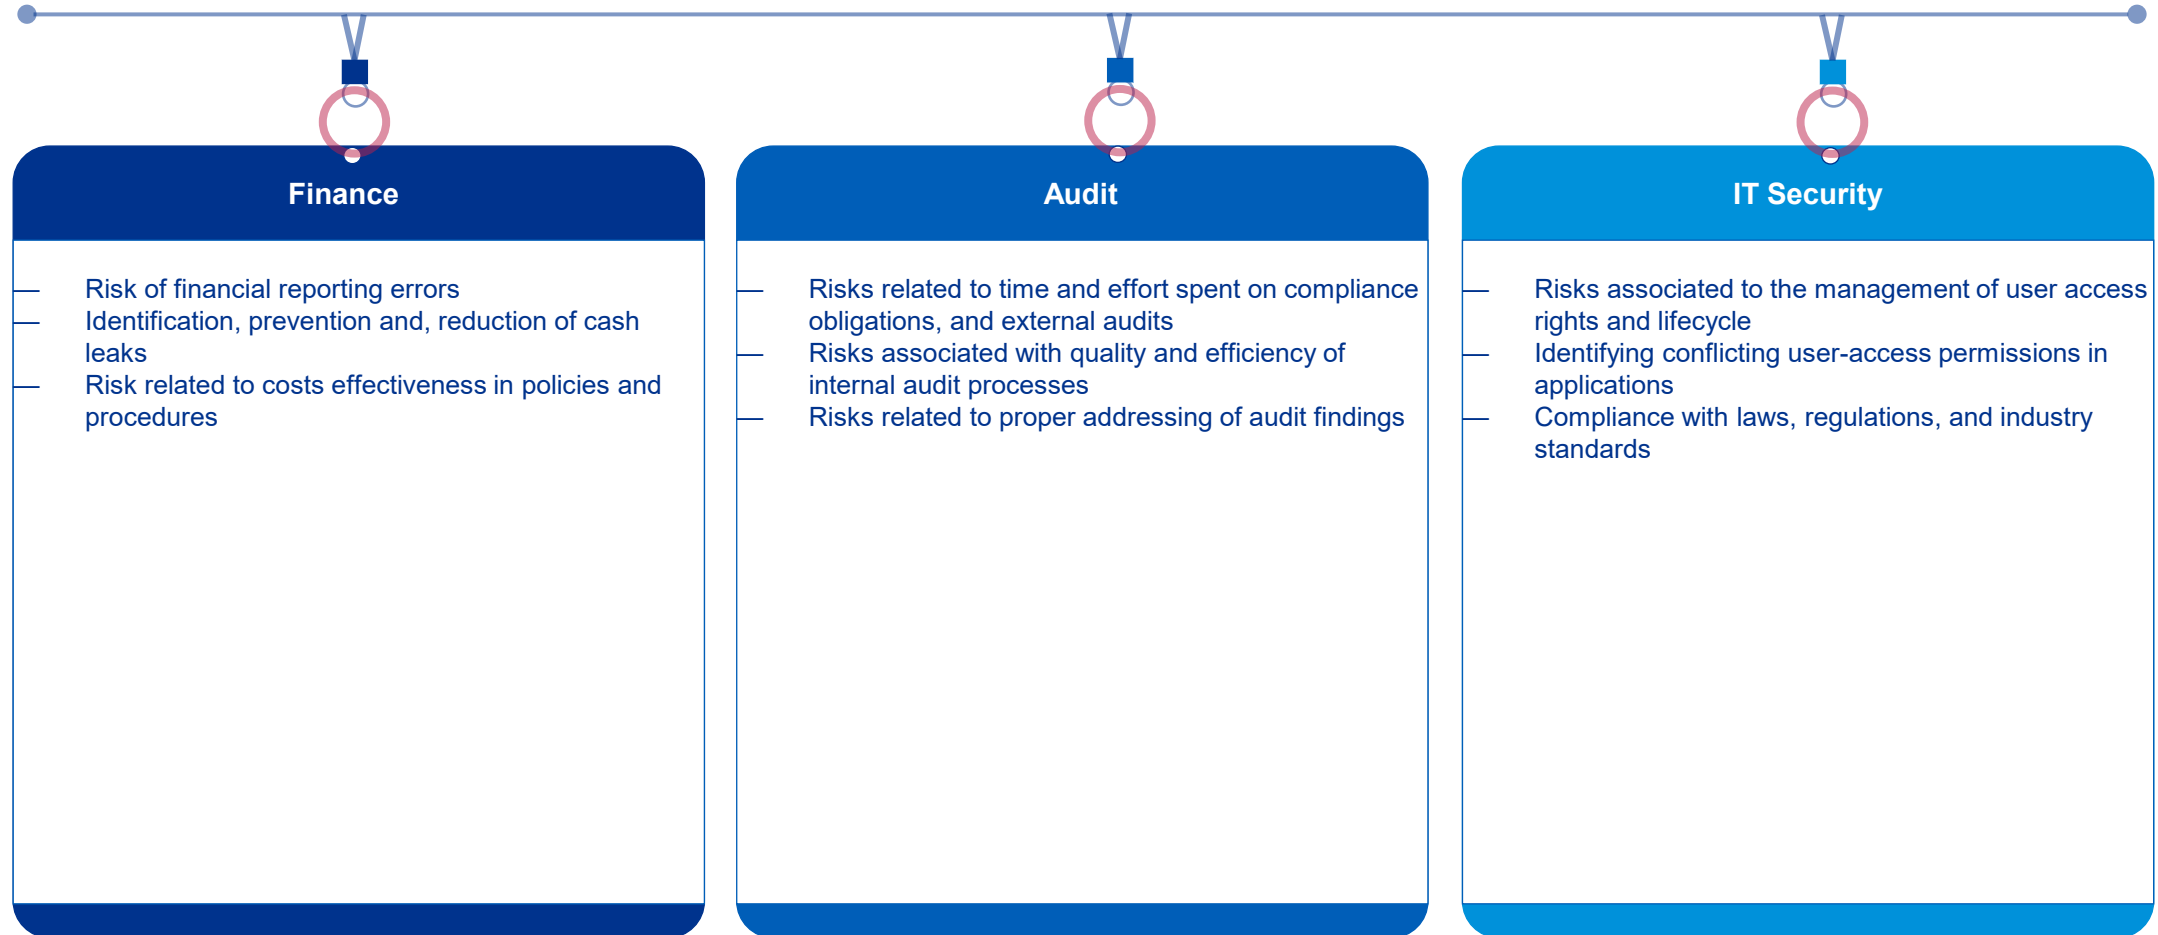 Finance
— Risk of financial reporting errors
— Identification, prevention and, reduction of cash
leaks
— Risk related to costs effectiveness in policies and
procedures
Audit
— Risks related to time and effort spent on compliance
obligations, and external audits
— Risks associated with quality and efficiency of
internal audit processes
— Risks related to proper addressing of audit findings
IT Security
— Risks associated to the management of user access
rights and lifecycle
— Identifying conflicting user-access permissions in
applications
— Compliance with laws, regulations, and industry
standards